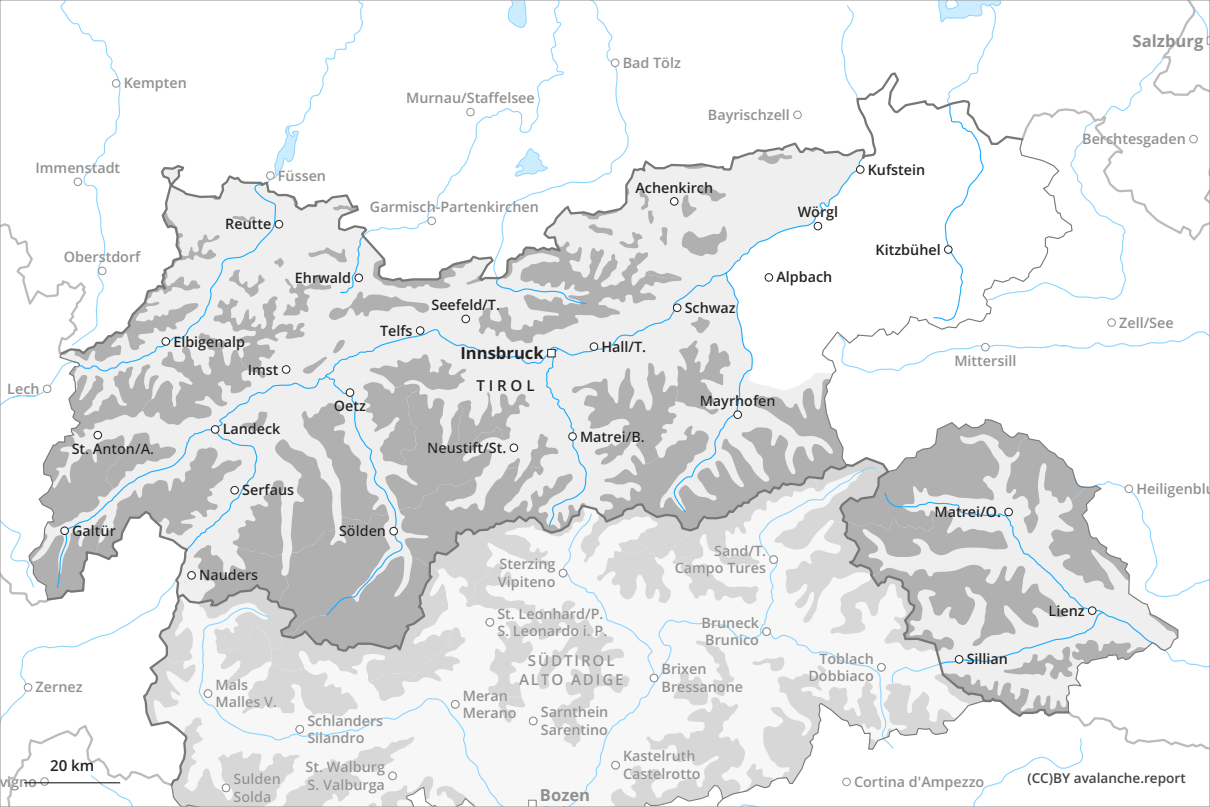 Salzburg
Bad Tölz
Kempten
Murnau/Staffelsee
Bayrischzell
Berchtesgaden
Immenstadt
Füssen
Kufstein
Achenkirch
Garmisch-Partenkirchen
Wörgl
Reutte
Kitzbühel
Oberstdorf
Ehrwald
Alpbach
Seefeld/T.
Schwaz
Zell/See
Telfs
Elbigenalp
Innsbruck
Hall/T.
Mittersill
Imst
TIROL
Lech
Oetz
Mayrhofen
Landeck
Matrei/B.
St. Anton/A.
Neustift/St.
Serfaus
Heiligenblu
Matrei/O.
Galtür
Sölden
Sand/T.
Campo Tures
Sterzing
Vipiteno
Nauders
St. Leonhard/P.
S. Leonardo i. P.
Lienz
Bruneck
Brunico
SÜDTIROL
ALTO ADIGE
Toblach
Dobbiaco
Sillian
Brixen
Bressanone
Zernez
Mals
Malles V.
Meran
Merano
Sarnthein
Sarentino
Schlanders
Silandro
Kastelruth
Castelrotto
St. Walburg
S. Valburga
20 km
vigno
Sulden
Solda
Cortina d'Ampezzo
(CC)BY avalanche.report
Bozen